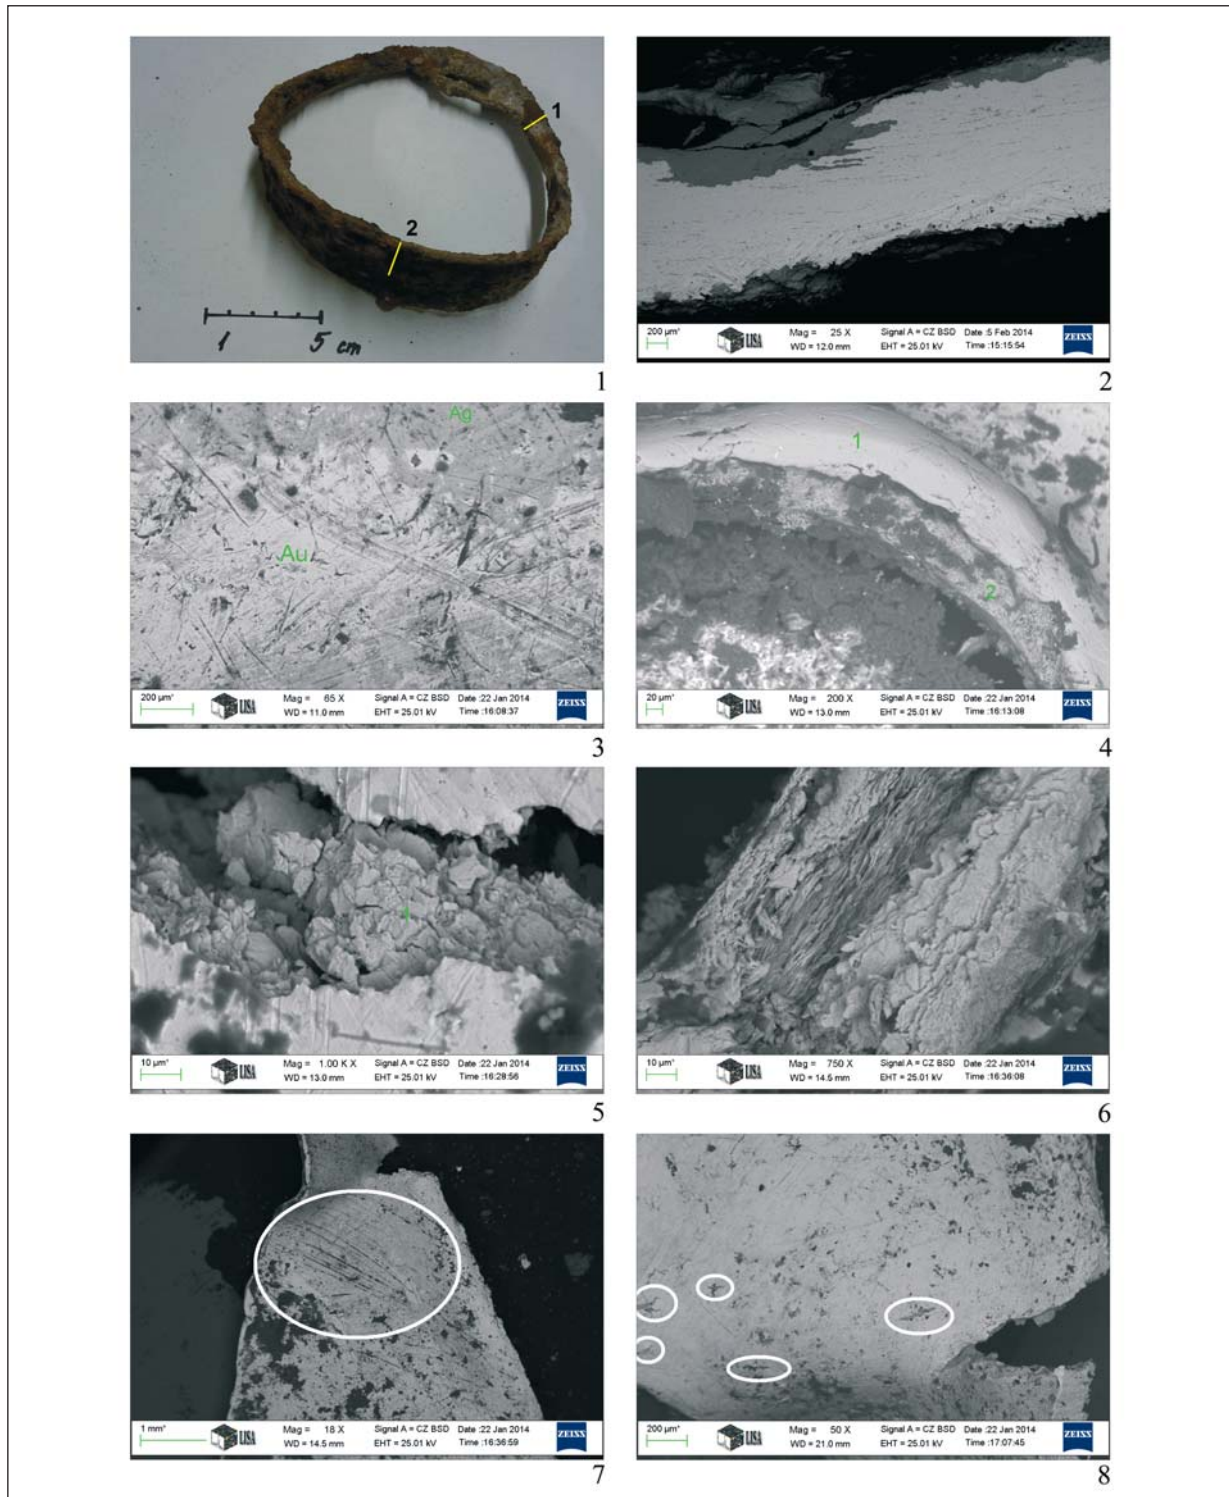 1
2
1 5 cm
1
200 µm*
LISA
Mag = 25 X
Signal A = CZ BSD
Date :5 Feb 2014
WD = 12.0 mm
EHT = 25.01 kV
Time :15:15:54
ZEISS
2
Ag
Au
200 µm*
LISA
Mag = 65 X
Signal A = CZ BSD
Date :22 Jan 2014
WD = 11.0 mm
EHT = 25.01 kV
Time :16:08:37
ZEISS
3
1
2
20 µm*
LISA
Mag = 200 X
Signal A = CZ BSD
Date :22 Jan 2014
WD = 13.0 mm
EHT = 25.01 kV
Time :16:13:08
ZEISS
4
1
10 µm*
LISA
Mag = 1.00 K X
Signal A = CZ BSD
Date :22 Jan 2014
WD = 13.0 mm
EHT = 25.01 kV
Time :16:28:56
ZEISS
5
10 µm*
LISA
Mag = 750 X
Signal A = CZ BSD
Date :22 Jan 2014
WD = 14.5 mm
EHT = 25.01 kV
Time :16:36:08
ZEISS
6
1 mm*
LISA
Mag = 18 X
Signal A = CZ BSD
Date :22 Jan 2014
WD = 14.5 mm
EHT = 25.01 kV
Time :16:36:59
ZEISS
7
200 µm*
LISA
Mag = 50 X
Signal A = CZ BSD
Date :22 Jan 2014
WD = 21.0 mm
EHT = 25.01 kV
Time :17:07:45
ZEISS
8